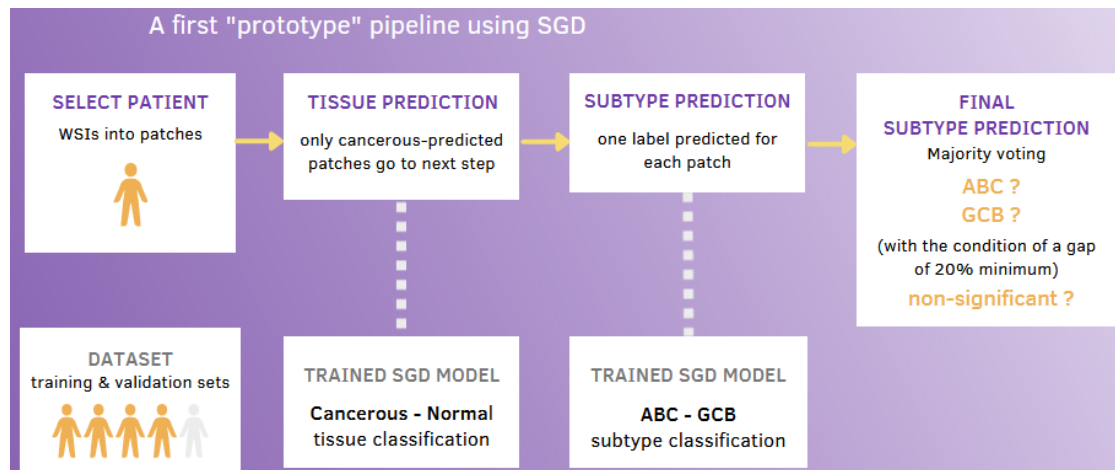 A first "prototype" pipeline using SGD
SELECT PATIENT
WSIs into patches
TISSUE PREDICTION
only cancerous-predicted
patches go to next step
SUBTYPE PREDICTION
one label predicted for
each patch
FINAL
SUBTYPE PREDICTION
Majority voting
ABC ?
GCB ?
(with the condition of a gap
of 20% minimum)
non-significant ?
DATASET
training & validation sets
TRAINED SGD MODEL
Cancerous - Normal
tissue classification
TRAINED SGD MODEL
ABC - GCB
subtype classification